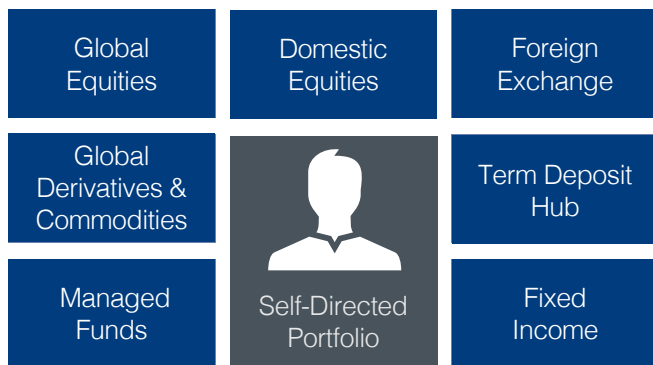 Global
Equities
Domestic
Equities
Foreign
Exchange
Global
Derivatives &
Commodities
Term Deposit
Hub
Managed
Funds
Self-Directed
Portfolio
Fixed
Income